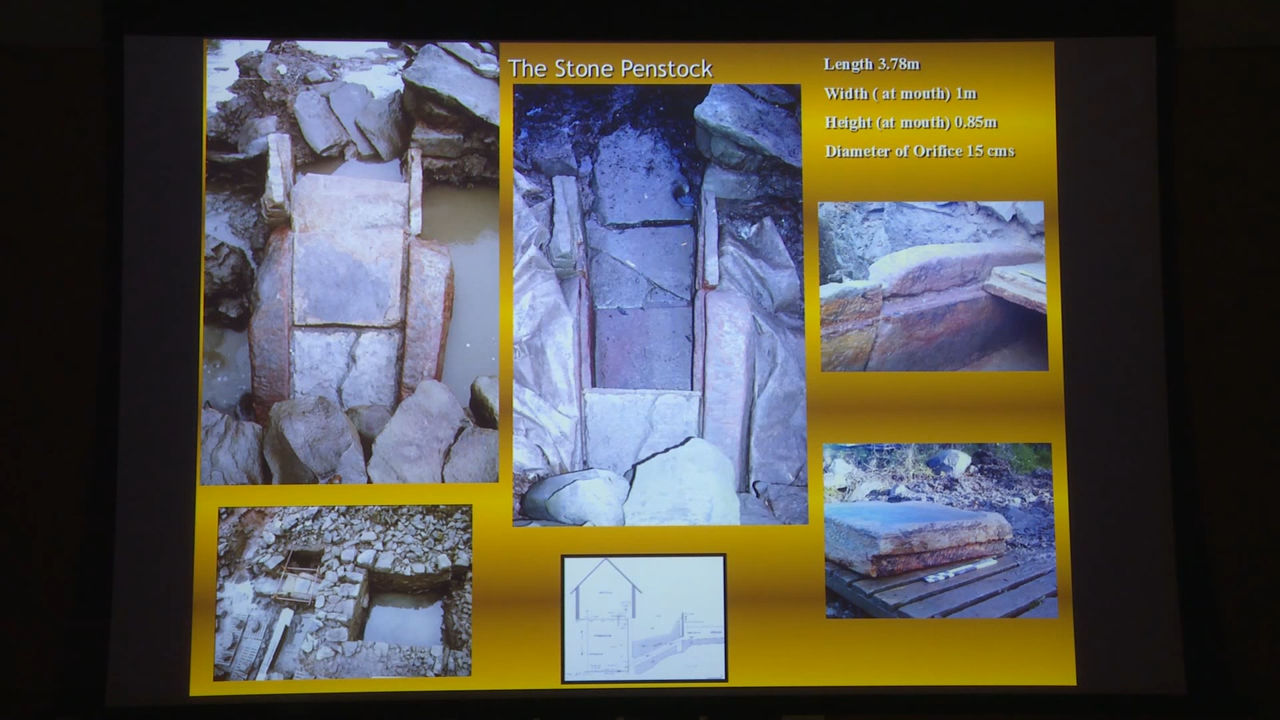 The Stone Penstock
Length 3.78m
Width ( at mouth) 1m
Height (at mouth) 0.85m
Diameter of Orifice 15 cms